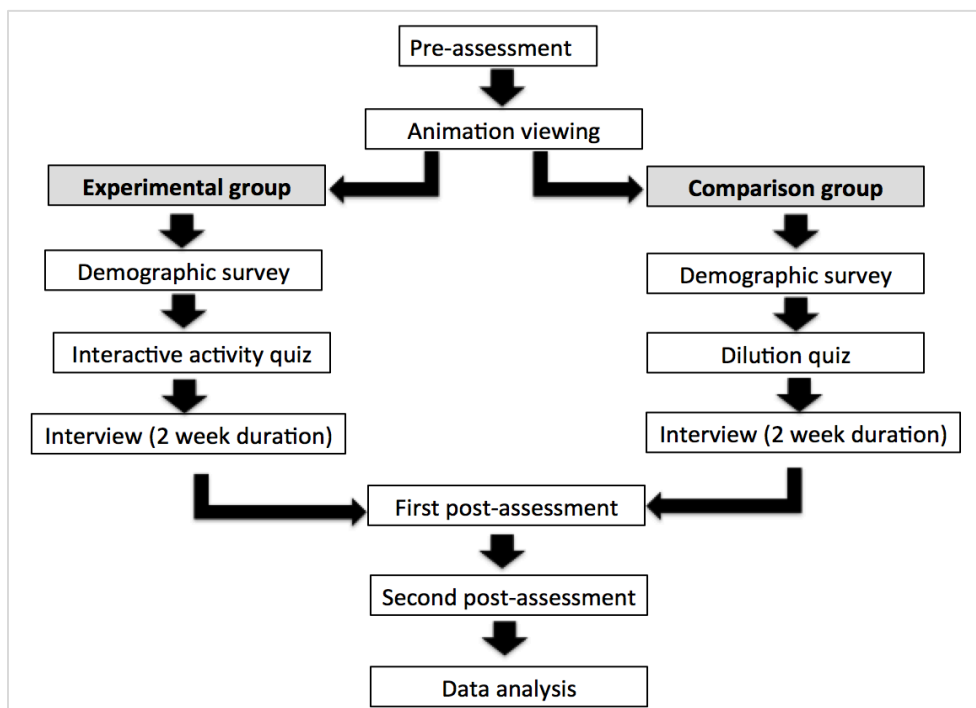 Pre-assessment
Animation viewing
Experimental group
Comparison group
Demographic survey
Demographic survey
Interactive activity quiz
Dilution quiz
Interview (2 week duration)
Interview (2 week duration)
First post-assessment
Second post-assessment
Data analysis